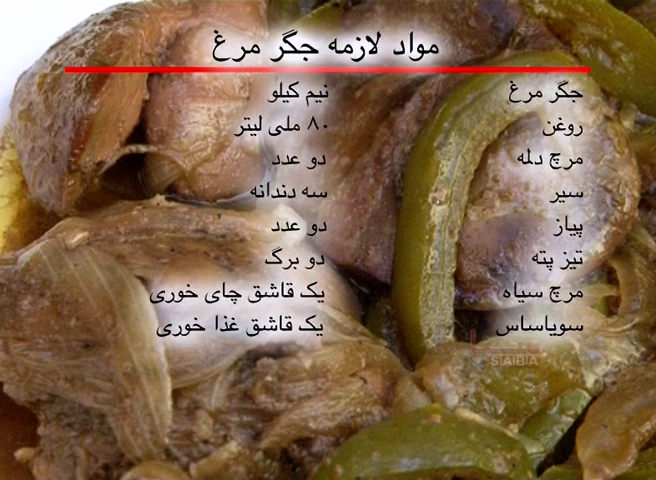 مواد لازمه جگر مرغ
جگر مرغ نیم کیلو
روغن ۸۰ ملی لیتر
مرچ دلمه دو عدد
سیر سه دندانه
پیاز دو عدد
تیز پته دو برگ
مرچ سیاه یک قاشق چای خوری
سویاساس یک قاشق غذا خوری
SABA